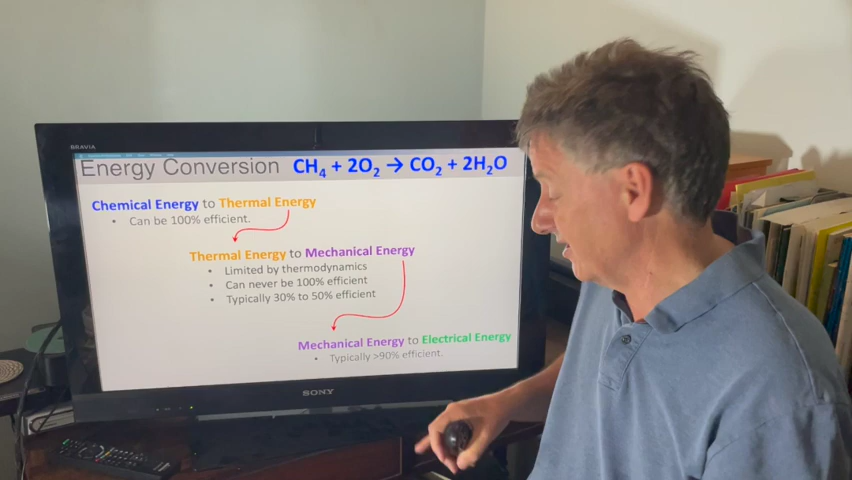 BRAVIA
Energy Conversion CH₄ + 2O₂ → CO₂ + 2H₂O
Chemical Energy to Thermal Energy
• Can be 100% efficient.
Thermal Energy to Mechanical Energy
• Limited by thermodynamics
• Can never be 100% efficient
• Typically 30% to 50% efficient
Mechanical Energy to Electrical Energy
• Typically >90% efficient.
SONY